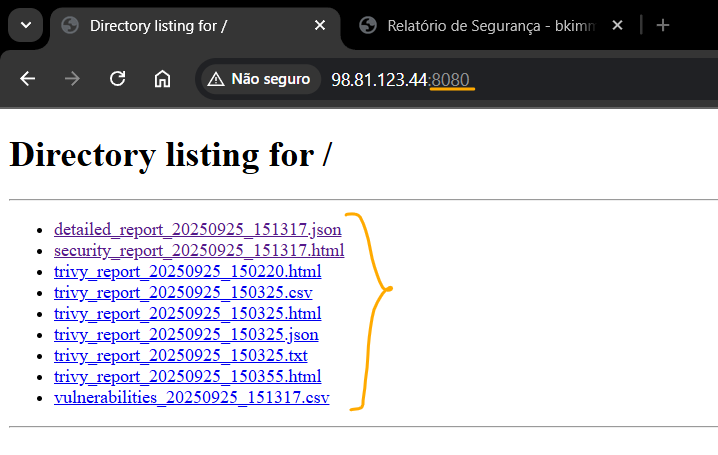 Directory listing for /
Relatório de Segurança - bkimm
Não seguro
98.81.123.44:8080
Directory listing for /
detailed_report_20250925_151317.json
security_report_20250925_151317.html
trivy_report_20250925_150220.html
trivy_report_20250925_150325.csv
trivy_report_20250925_150325.html
trivy_report_20250925_150325.json
trivy_report_20250925_150325.txt
trivy_report_20250925_150355.html
vulnerabilities_20250925_151317.csv